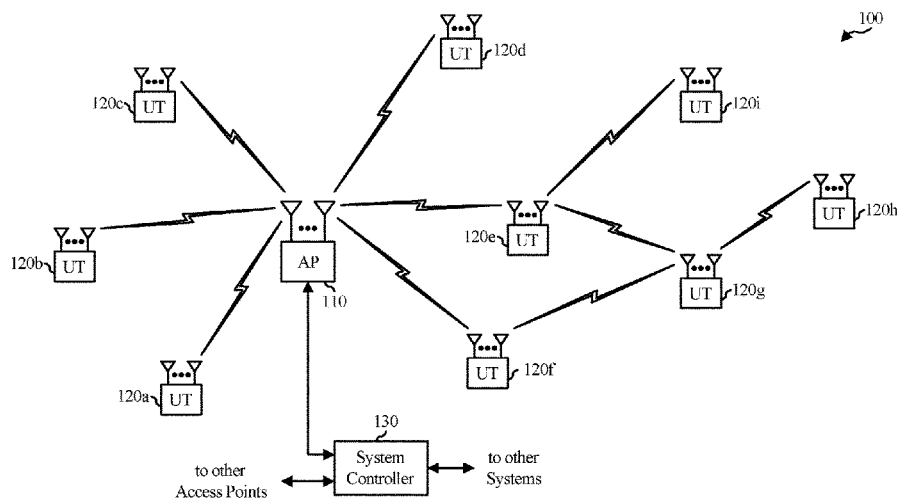 100
120d
UT
120c
UT
120i
UT
120h
UT
120e
UT
120b
UT
AP
110
120g
UT
120f
UT
120a
UT
130
System
Controller
to other
Access Points
to other
Systems